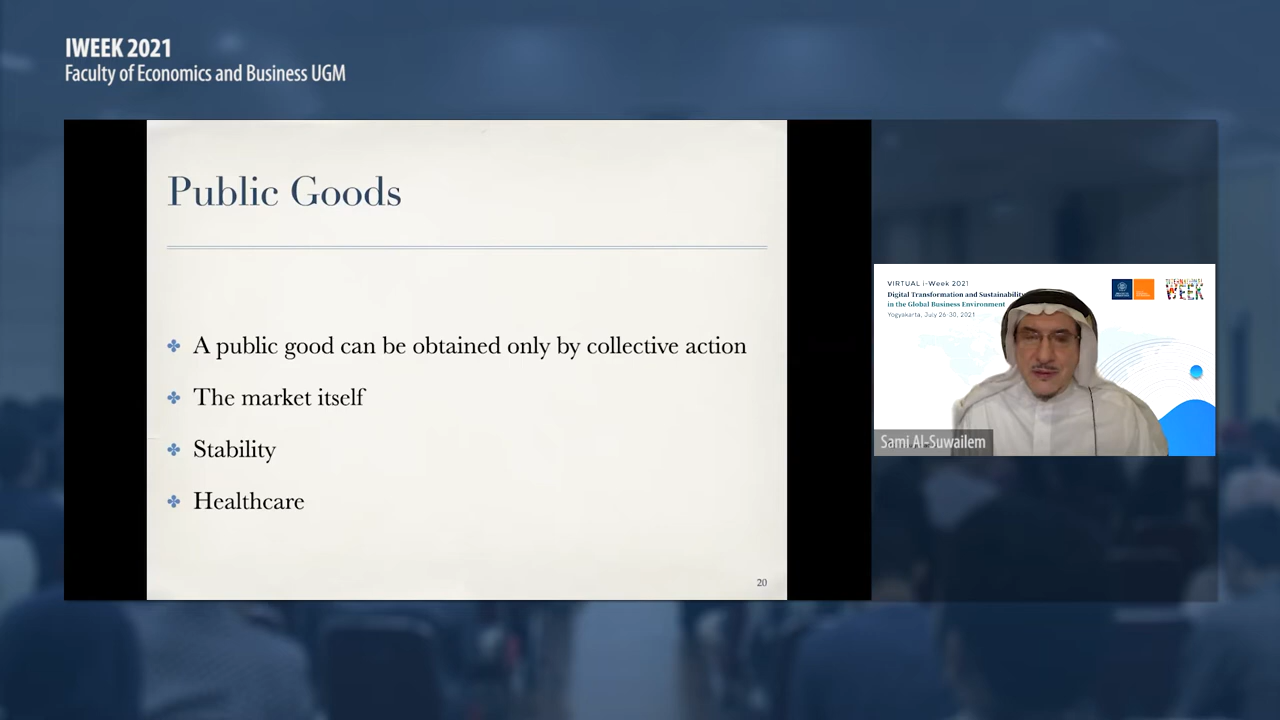 IWEEK 2021
Faculty of Economics and Business UGM
Public Goods
A public good can be obtained only by collective action
The market itself
Stability
Healthcare
20
VIRTUAL i-Week 2021
Digital Transformation and Sustainability
in the Global Business Environment
Yogyakarta, July 26-30, 2021
INTERNATIONAL
WEEK
Sami Al-Suwailem